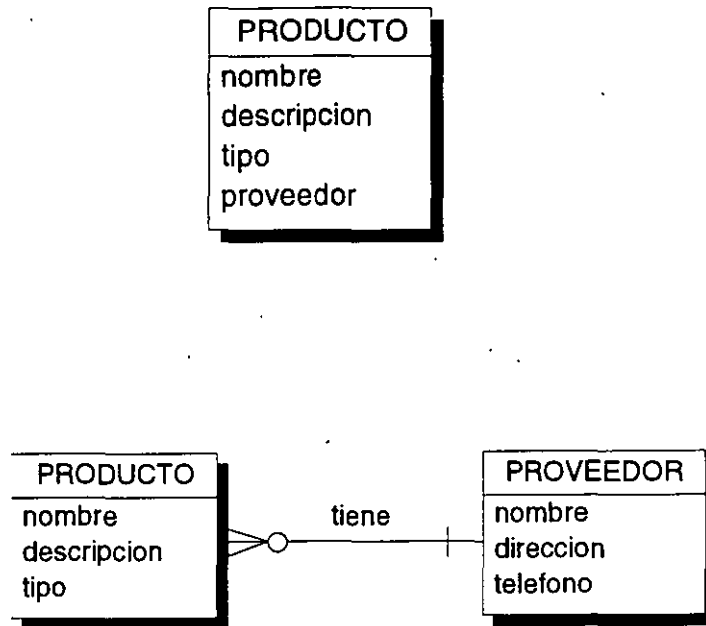 PRODUCTO
nombre
descripcion
tipo
proveedor
PRODUCTO
nombre
descripcion
tipo
tiene
PROVEEDOR
nombre
direccion
telefono